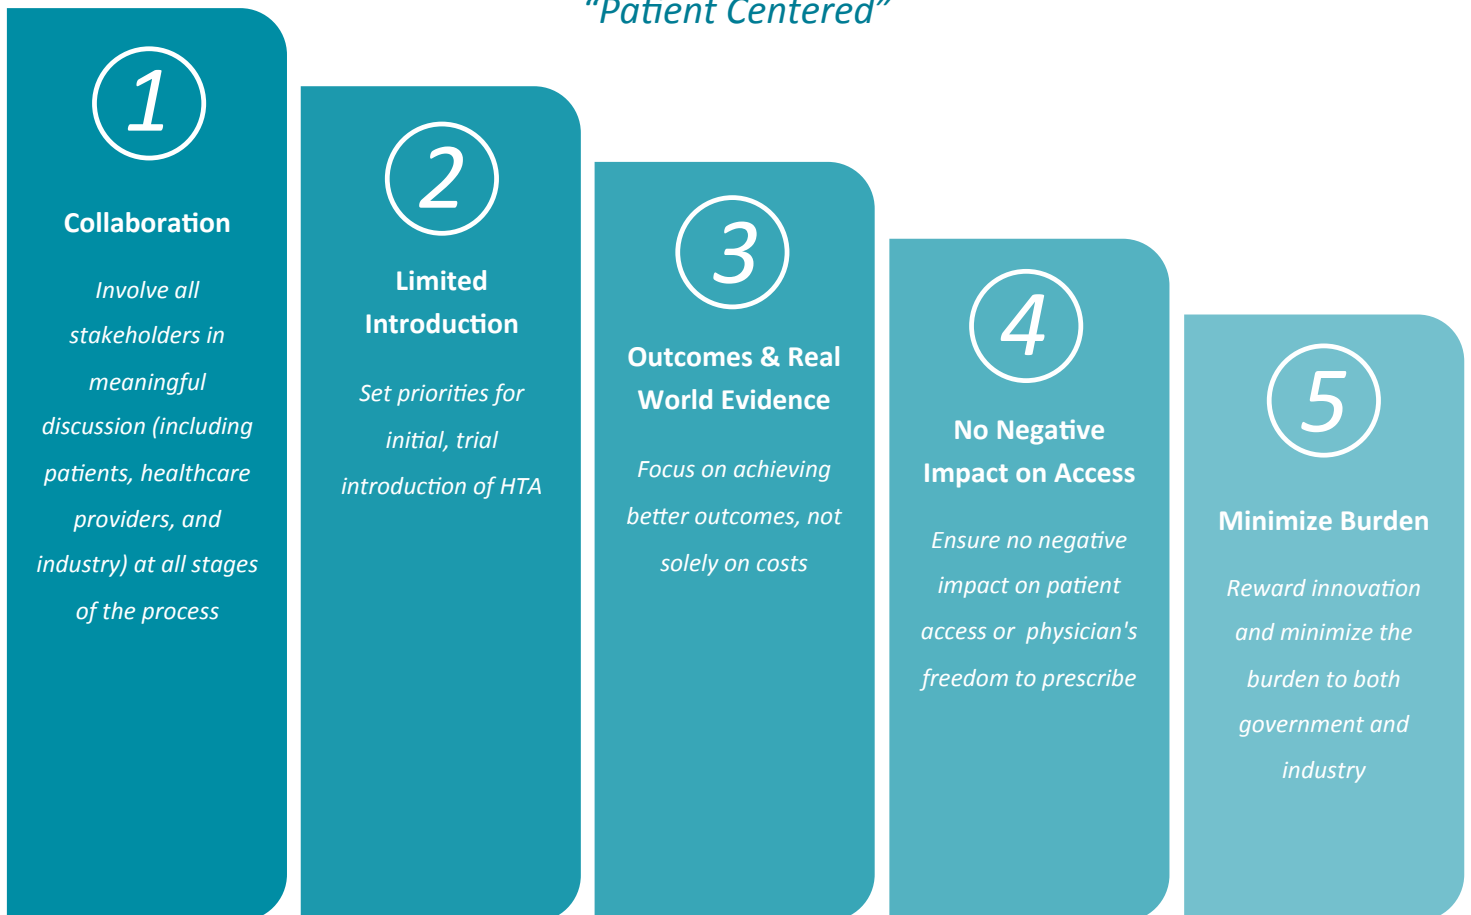 “Patient Centered”
1
Collaboration
Involve all
stakeholders in
meaningful
discussion (including
patients, healthcare
providers, and
industry) at all stages
of the process
2
Limited
Introduction
Set priorities for
initial, trial
introduction of HTA
3
Outcomes & Real
World Evidence
Focus on achieving
better outcomes, not
solely on costs
4
No Negative
Impact on Access
Ensure no negative
impact on patient
access or  physician's
freedom to prescribe
5
Minimize Burden
Reward innovation
and minimize the
burden to both
government and
industry